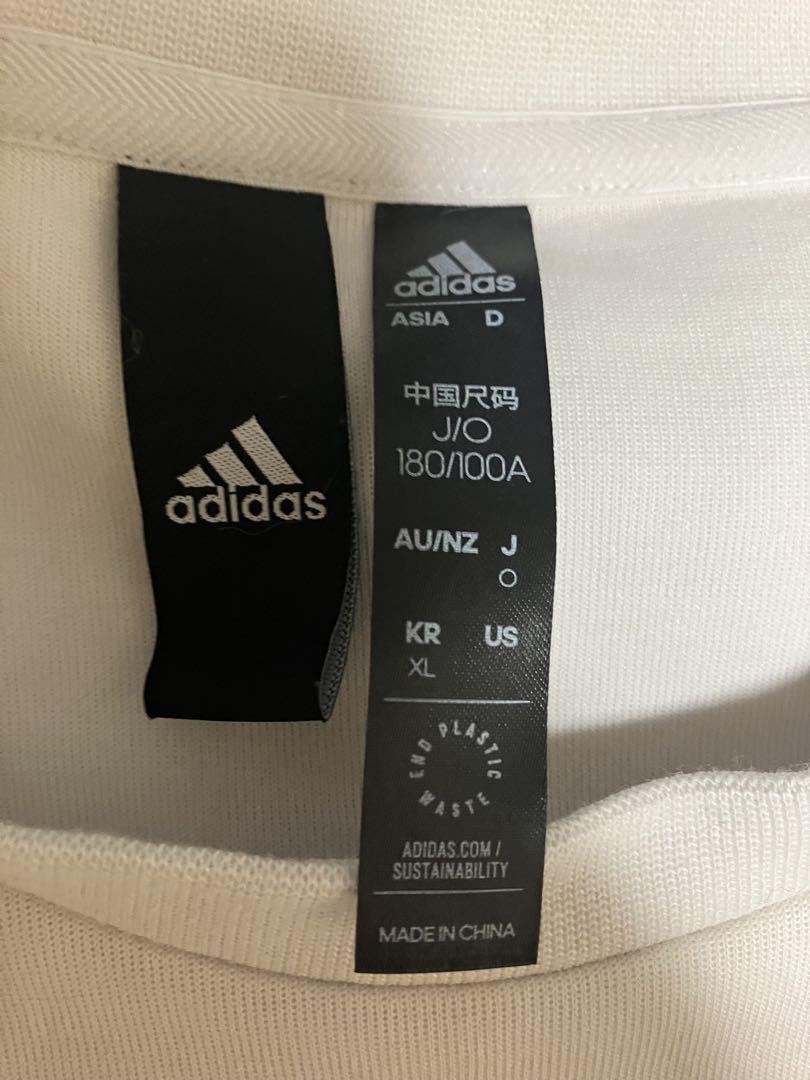 adidas
adidas
ASIA D
中国尺码
J/O
180/100A
AU/NZ J
O
KR US
XL
END PLASTIC WASTE
ADIDAS.COM/
SUSTAINABILITY
MADE IN CHINA